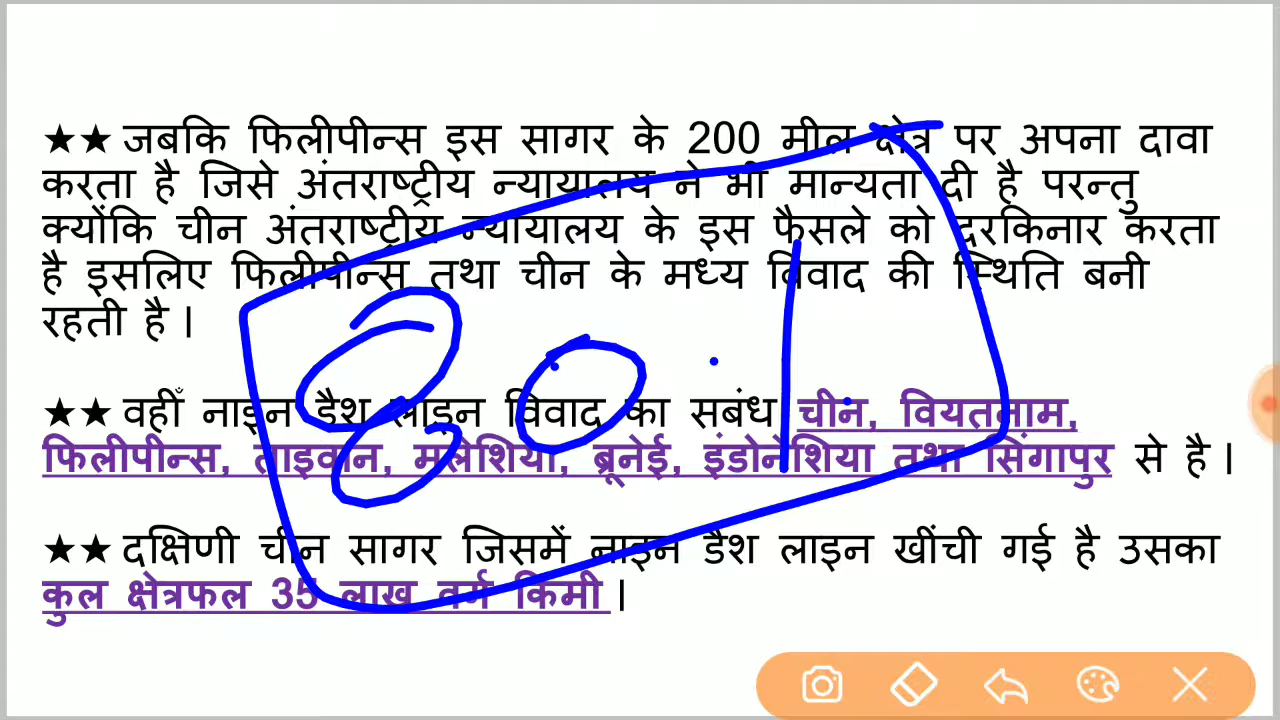 ★★ जबकि फिलीपीन्स इस सागर के 200 मील क्षेत्र पर अपना दावा
करता है जिसे अंतराष्ट्रीय न्यायालय ने भी मान्यता दी है परन्तु
क्योंकि चीन अंतराष्ट्रीय न्यायालय के इस फैसले को दरकिनार करता
है इसलिए फिलीपीन्स तथा चीन के मध्य विवाद की स्थिति बनी
रहती है।
★★ वहीँ नाइन डैश लाइन विवाद का सबंध चीन, वियतनाम,
फिलीपीन्स, ताइवान, मलेशिया, ब्रूनेई, इंडोनेशिया तथा सिंगापुर से है।
★★ दक्षिणी चीन सागर जिसमें नाइन डैश लाइन खींची गई है उसका
कुल क्षेत्रफल 35 लाख वर्ग किमी।